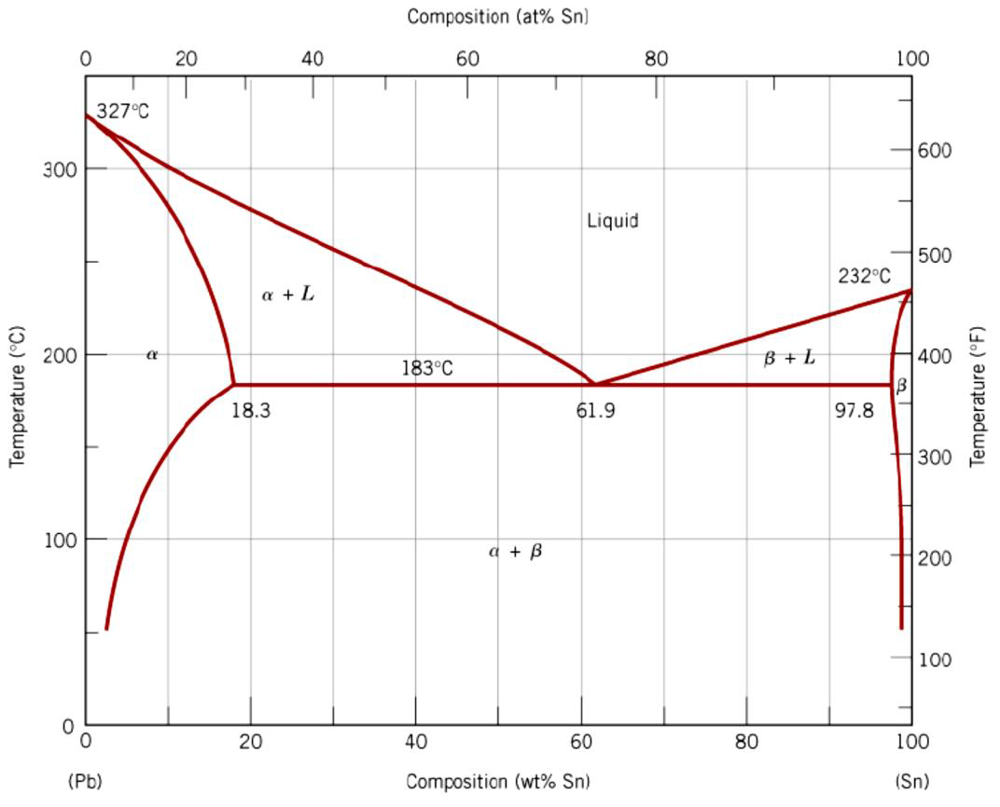 Composition (at% Sn)
0 20 40 60 80 100
327°C
600
300
Liquid
500
232°C
α + L
α
200
183°C
β + L
400
β
18.3
61.9
97.8
Temperature (°C)
Temperature (°F)
300
100
α + β
200
100
0
0 20 40 60 80 100
(Pb) Composition (wt% Sn) (Sn)